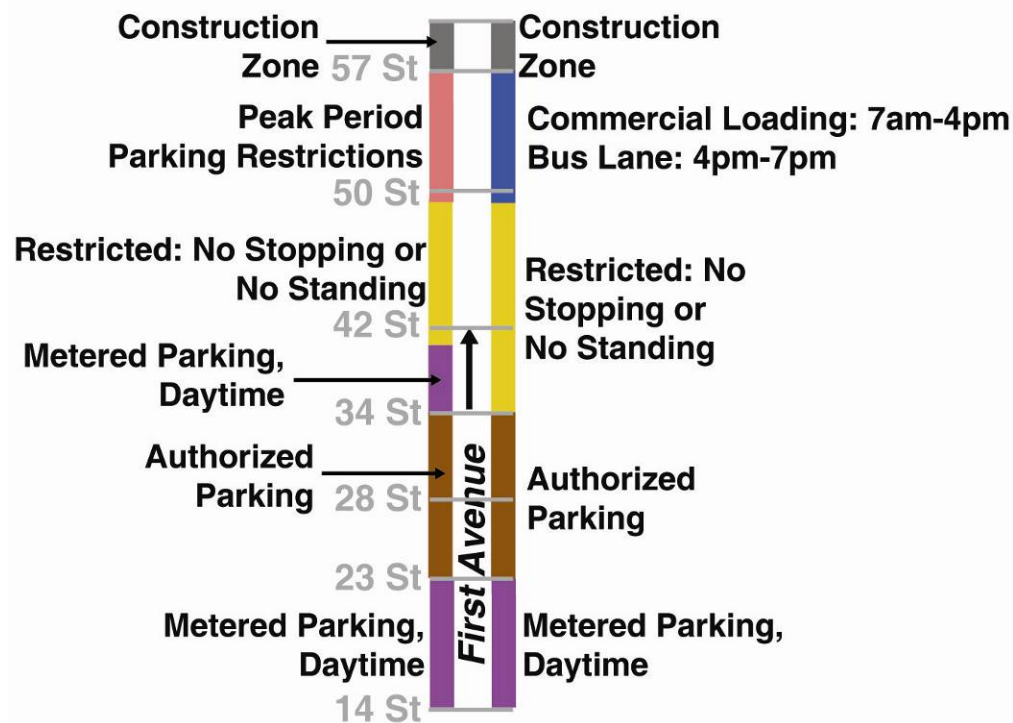 Construction
Zone
57 St
Construction
Zone
Peak Period
Parking Restrictions
Commercial Loading: 7am-4pm
Bus Lane: 4pm-7pm
50 St
Restricted: No Stopping or
No Standing
Restricted: No
Stopping or
No Standing
42 St
Metered Parking,
Daytime
34 St
Authorized
Parking
Authorized
Parking
28 St
First Avenue
23 St
Metered Parking,
Daytime
Metered Parking,
Daytime
14 St